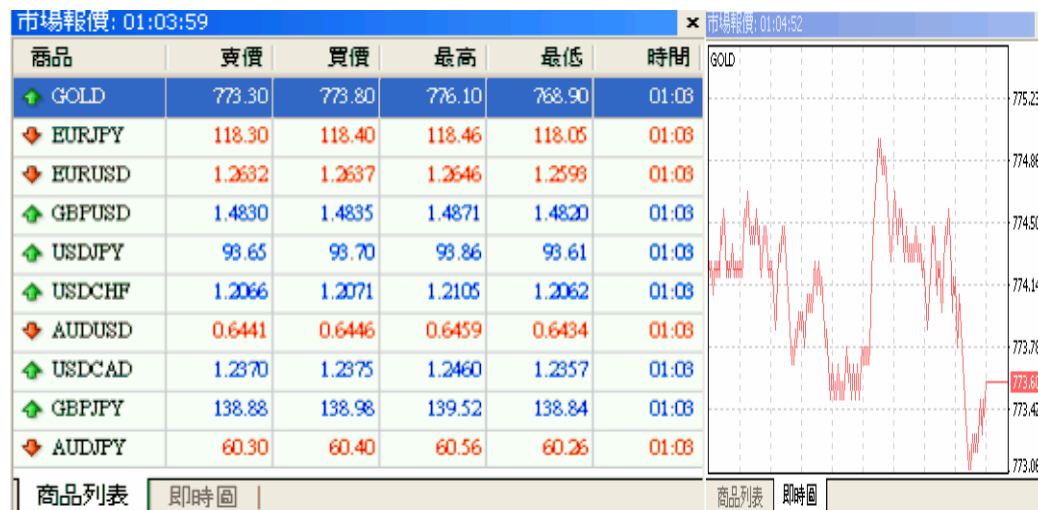 市場報價: 01:03:59
商品 賣價 買價 最高 最低 時間
GOLD 773.30 773.80 776.10 768.90 01:03
EURJPY 118.30 118.40 118.46 118.05 01:03
EURUSD 1.2632 1.2637 1.2646 1.2593 01:03
GBPUSD 1.4830 1.4835 1.4871 1.4820 01:03
USDJPY 93.65 93.70 93.86 93.61 01:03
USDCHF 1.2066 1.2071 1.2105 1.2062 01:03
AUDUSD 0.6441 0.6446 0.6459 0.6434 01:03
USDCAD 1.2370 1.2375 1.2460 1.2357 01:03
GBPJPY 138.88 138.98 139.52 138.84 01:03
AUDJPY 60.30 60.40 60.56 60.26 01:03
商品列表 即時圖
市場報價: 01:04:52
GOLD
775.23
774.86
774.50
774.14
773.78
773.60
773.42
773.06
商品列表 即時圖